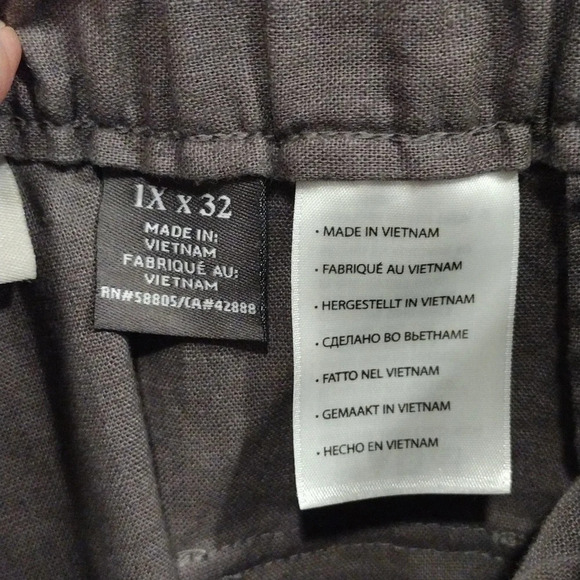 1X x 32
MADE IN:
VIETNAM
FABRIQUÉ AU:
VIETNAM
RN#58805/CA#42888
· MADE IN VIETNAM
· FABRIQUÉ AU VIETNAM
· HERGESTELLT IN VIETNAM
· СДЕЛАНО ВО ВЬЕТНАМЕ
· FATTO NEL VIETNAM
· GEMAAKT IN VIETNAM
· HECHO EN VIETNAM